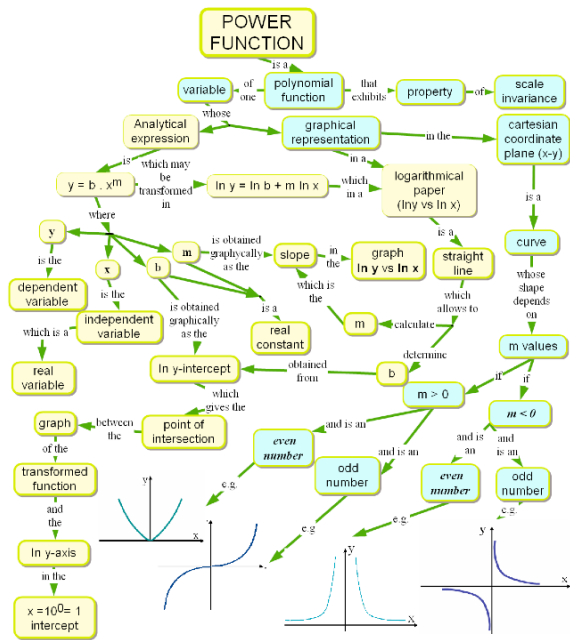 POWER
FUNCTION
is a
variable
of
one
polynomial
function
that
exhibits
property
of
scale
invariance
whose
Analytical
expression
graphical
representation
in the
cartesian
coordinate
plane (x-y)
is
which may
be
transformed
in
in a
y = b . x^m
ln y = ln b + m ln x
which
in a
logarithmical
paper
(lny vs ln x)
is a
where
is a
curve
y
x
b
m
is obtained
graphycally
as the
slope
in the
graph
ln y vs ln x
straight
line
is the
dependent
variable
is the
independent
variable
is obtained
graphically
as the
is a
real
constant
which is
the
m
calculate
which
allows to
whose
shape
depends
on
which is a
real
variable
ln y-intercept
obtained
from
b
determine
m values
if
if
m > 0
m < 0
which
gives the
graph
between
the
point of
intersection
and is an
and is an
and is
an
and
is an
even
number
odd
number
even
number
odd
number
of the
transformed
function
and
the
ln y-axis
in the
x =10^0= 1
intercept
e.g.
e.g
e.g.
e.g.
y
x
y
x
y
x